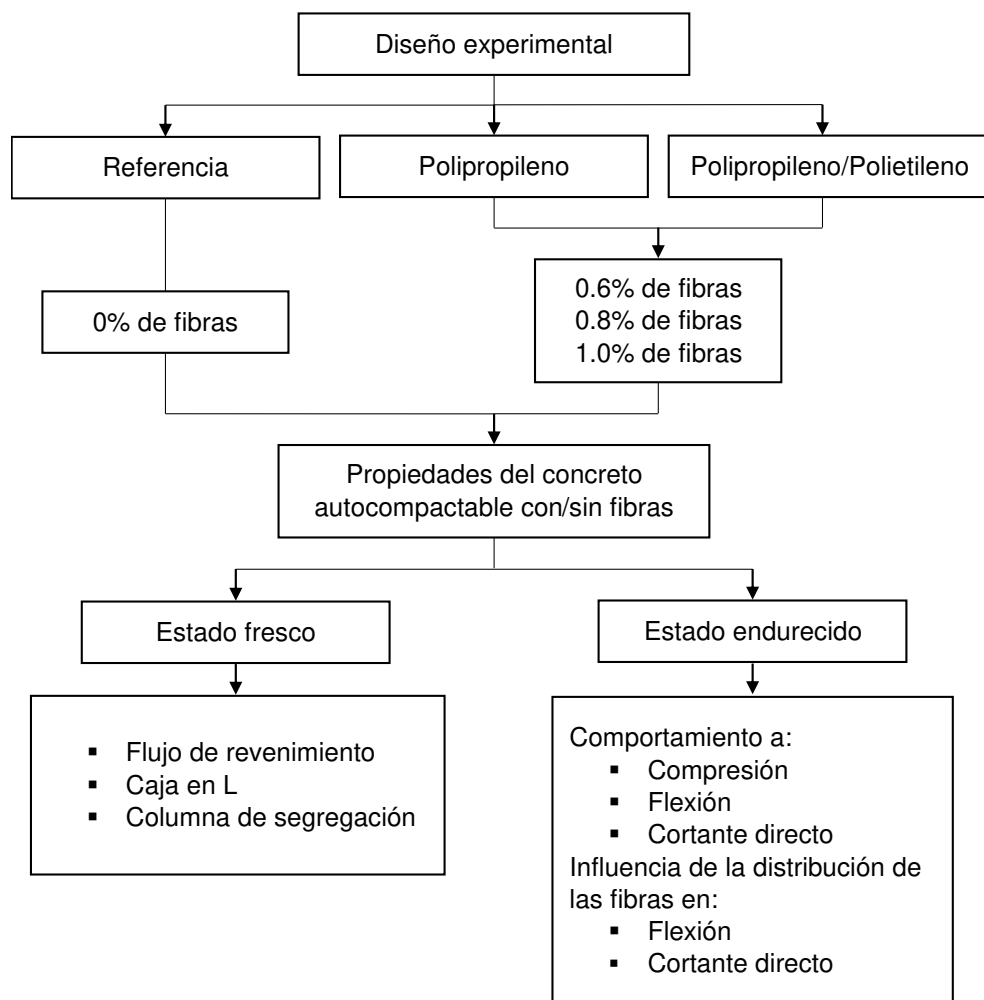 Diseño experimental
Referencia
Polipropileno
Polipropileno/Polietileno
0% de fibras
0.6% de fibras
0.8% de fibras
1.0% de fibras
Propiedades del concreto
autocompactable con/sin fibras
Estado fresco
Estado endurecido
▪ Flujo de revenimiento
▪ Caja en L
▪ Columna de segregación
Comportamiento a:
▪ Compresión
▪ Flexión
▪ Cortante directo
Influencia de la distribución de
las fibras en:
▪ Flexión
▪ Cortante directo